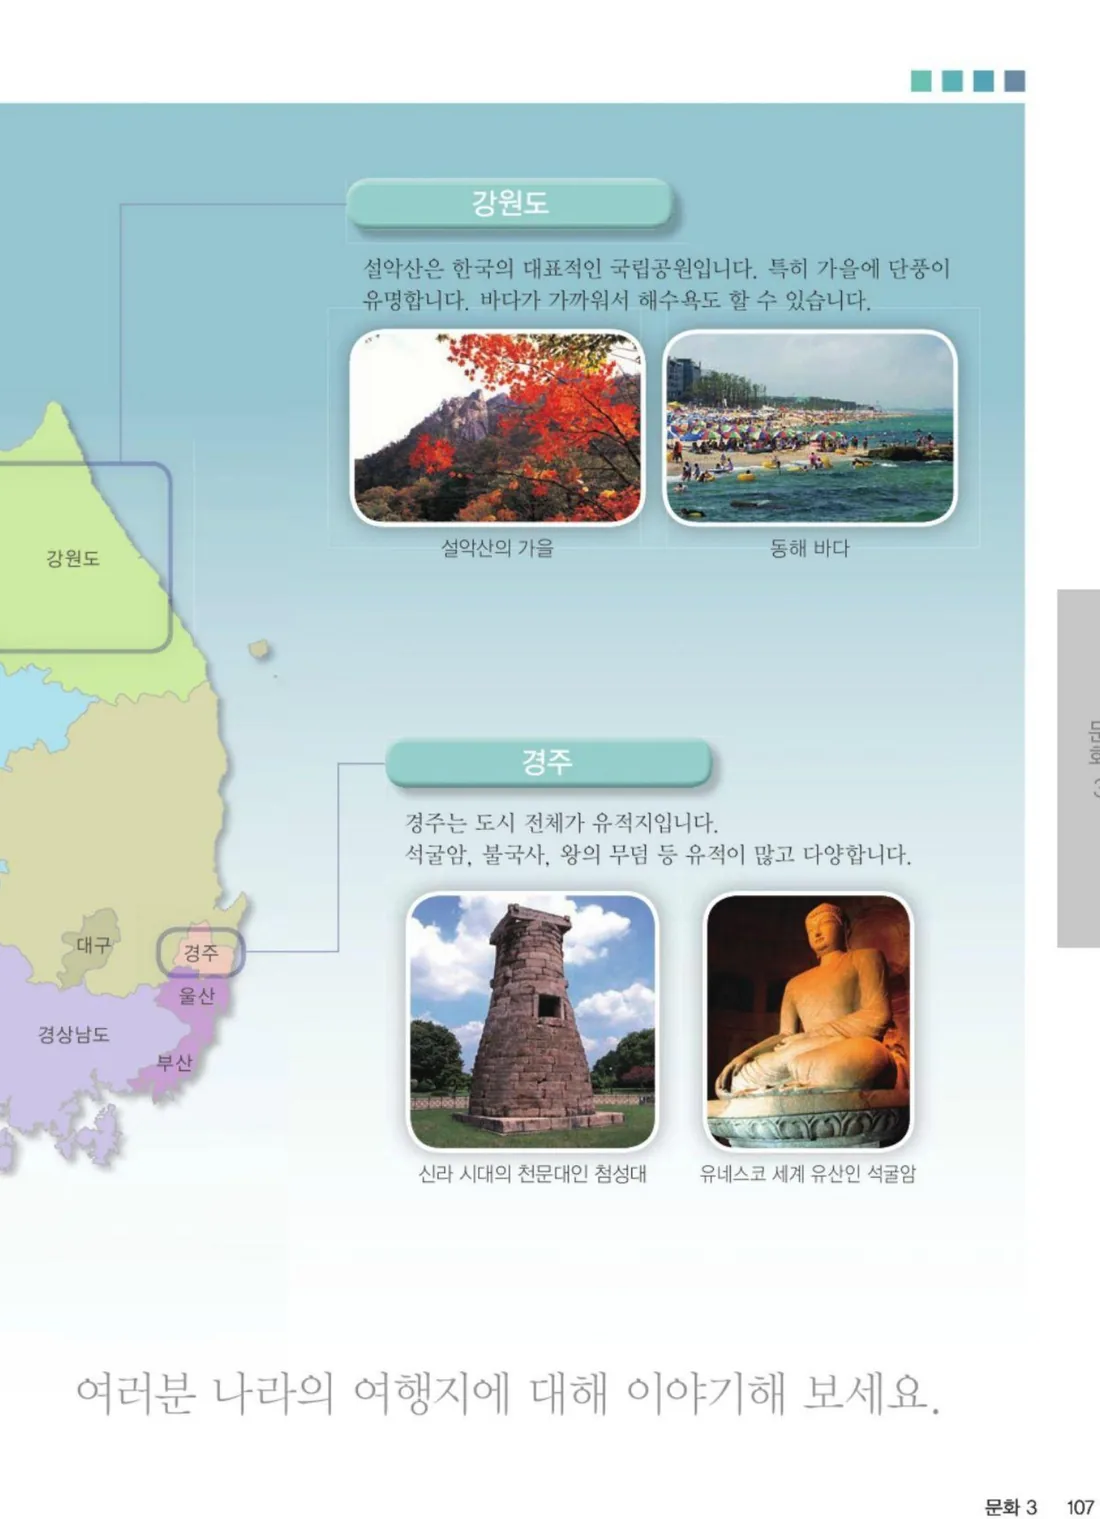 강원도
설악산은 한국의 대표적인 국립공원입니다. 특히 가을에 단풍이
유명합니다. 바다가 가까워서 해수욕도 할 수 있습니다.
설악산의 가을
동해 바다
강원도
문화 3
경주
경주는 도시 전체가 유적지입니다.
석굴암, 불국사, 왕의 무덤 등 유적이 많고 다양합니다.
대구
경주
울산
경상남도
부산
신라 시대의 천문대인 첨성대
유네스코 세계 유산인 석굴암
여러분 나라의 여행지에 대해 이야기해 보세요.
문화 3 107